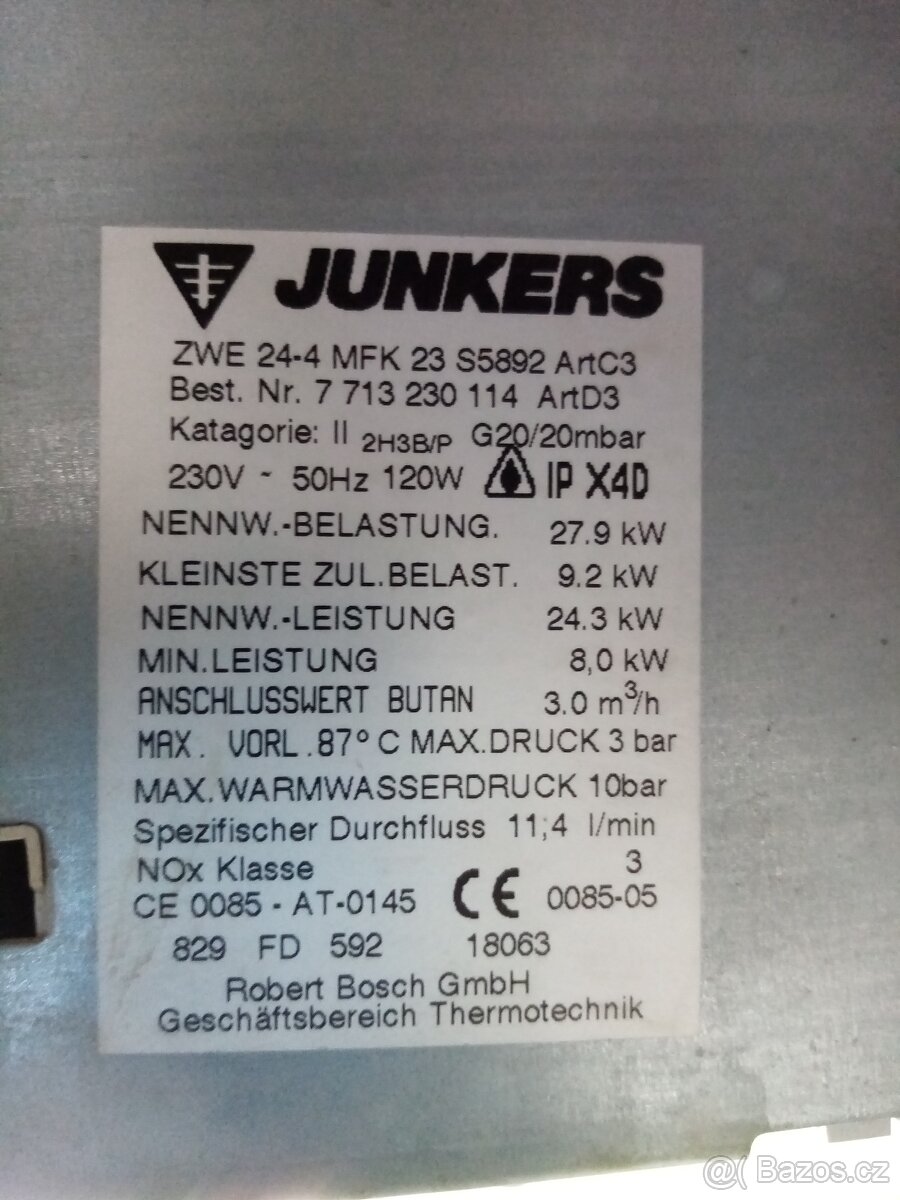 JUNKERS
ZWE 24-4 MFK 23 S5892 ArtC3
Best. Nr. 7 713 230 114 ArtD3
Katagorie: II 2H3B/P G20/20mbar
230V ~ 50Hz 120W IP X4D
NENNW.-BELASTUNG. 27.9 kW
KLEINSTE ZUL.BELAST. 9.2 kW
NENNW.-LEISTUNG 24.3 kW
MIN.LEISTUNG 8,0 kW
ANSCHLUSSWERT BUTAN 3.0 m³/h
MAX. VORL.87° C MAX.DRUCK 3 bar
MAX.WARMWASSERDRUCK 10bar
Spezifischer Durchfluss 11;4 l/min
NOx Klasse 3
CE 0085 - AT-0145 CE 0085-05
829 FD 592 18063
Robert Bosch GmbH
Geschäftsbereich Thermotechnik
@ Bazos.cz